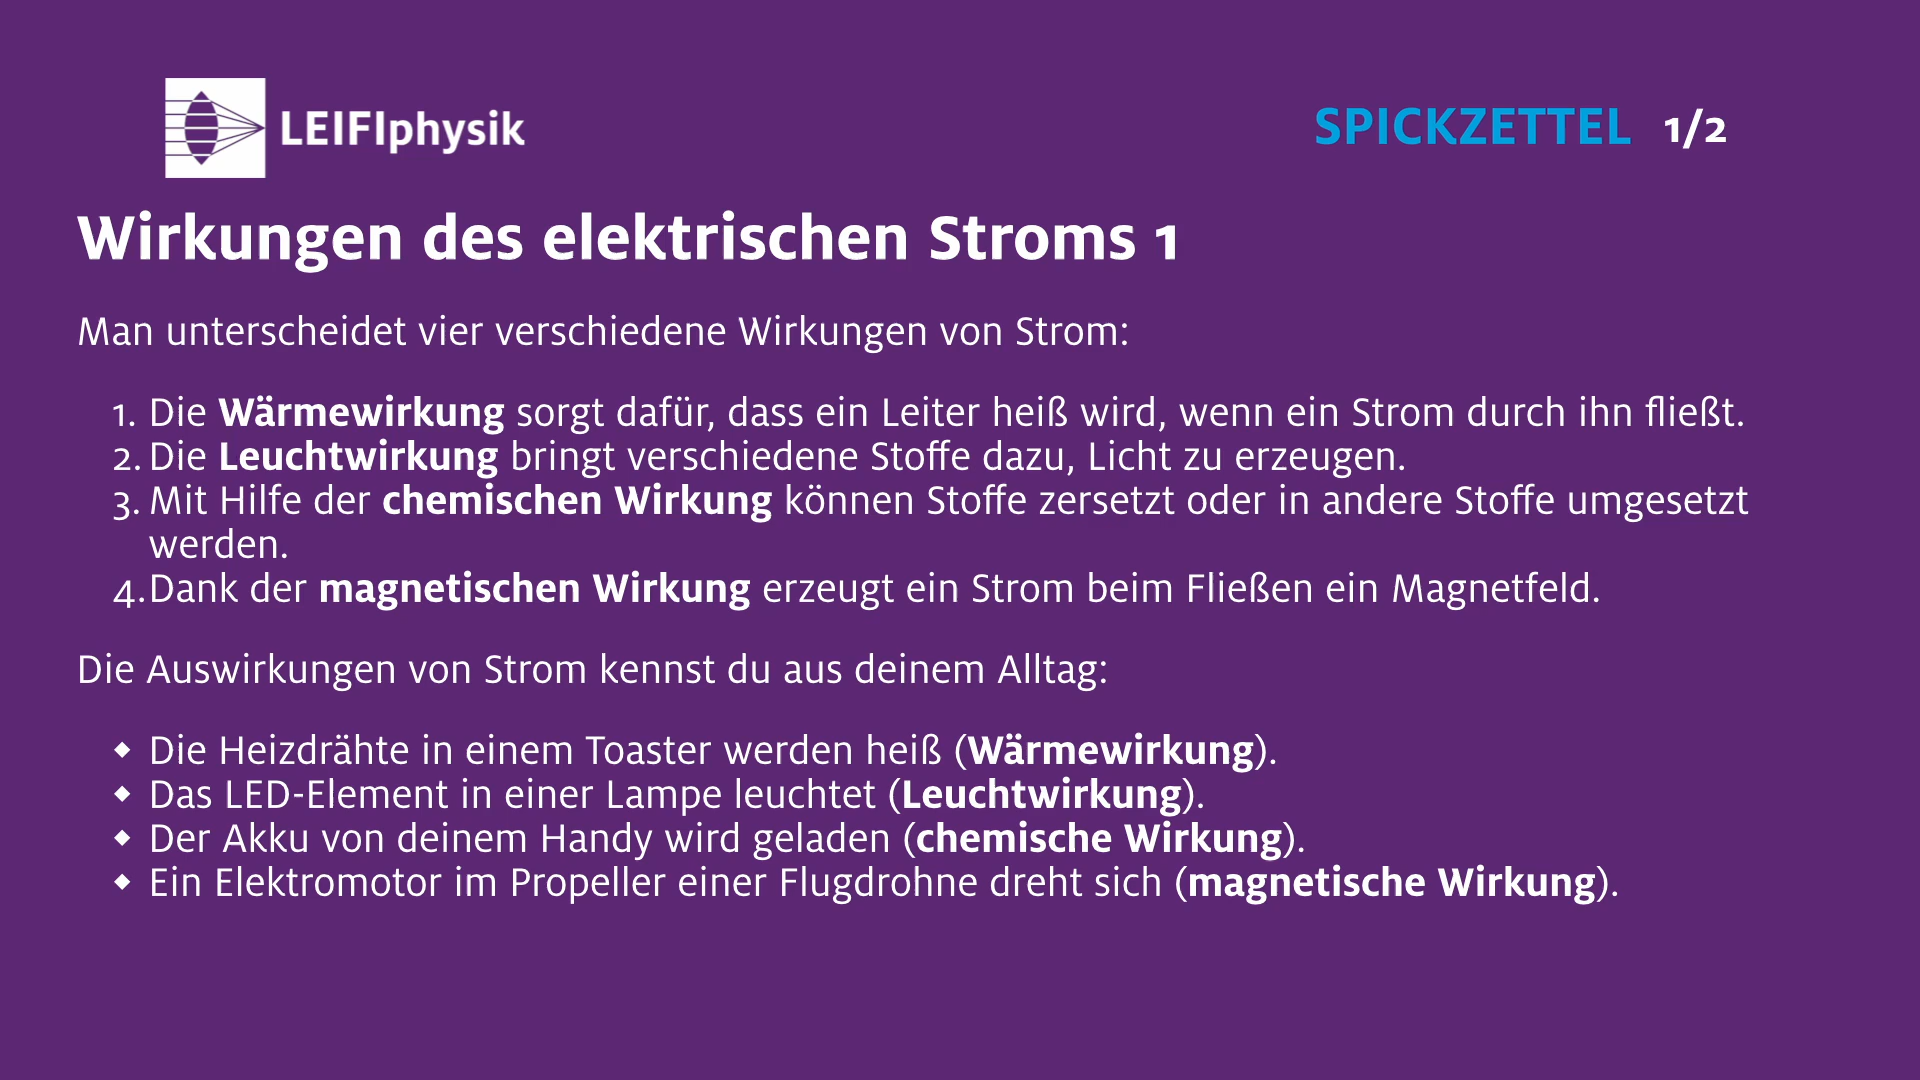 LEIFIphysik
SPICKZETTEL 1/2
Wirkungen des elektrischen Stroms 1
Man unterscheidet vier verschiedene Wirkungen von Strom:
1. Die Wärmewirkung sorgt dafür, dass ein Leiter heiß wird, wenn ein Strom durch ihn fließt.
2. Die Leuchtwirkung bringt verschiedene Stoffe dazu, Licht zu erzeugen.
3. Mit Hilfe der chemischen Wirkung können Stoffe zersetzt oder in andere Stoffe umgesetzt
werden.
4. Dank der magnetischen Wirkung erzeugt ein Strom beim Fließen ein Magnetfeld.
Die Auswirkungen von Strom kennst du aus deinem Alltag:
◆ Die Heizdrähte in einem Toaster werden heiß (Wärmewirkung).
◆ Das LED-Element in einer Lampe leuchtet (Leuchtwirkung).
◆ Der Akku von deinem Handy wird geladen (chemische Wirkung).
◆ Ein Elektromotor im Propeller einer Flugdrohne dreht sich (magnetische Wirkung).